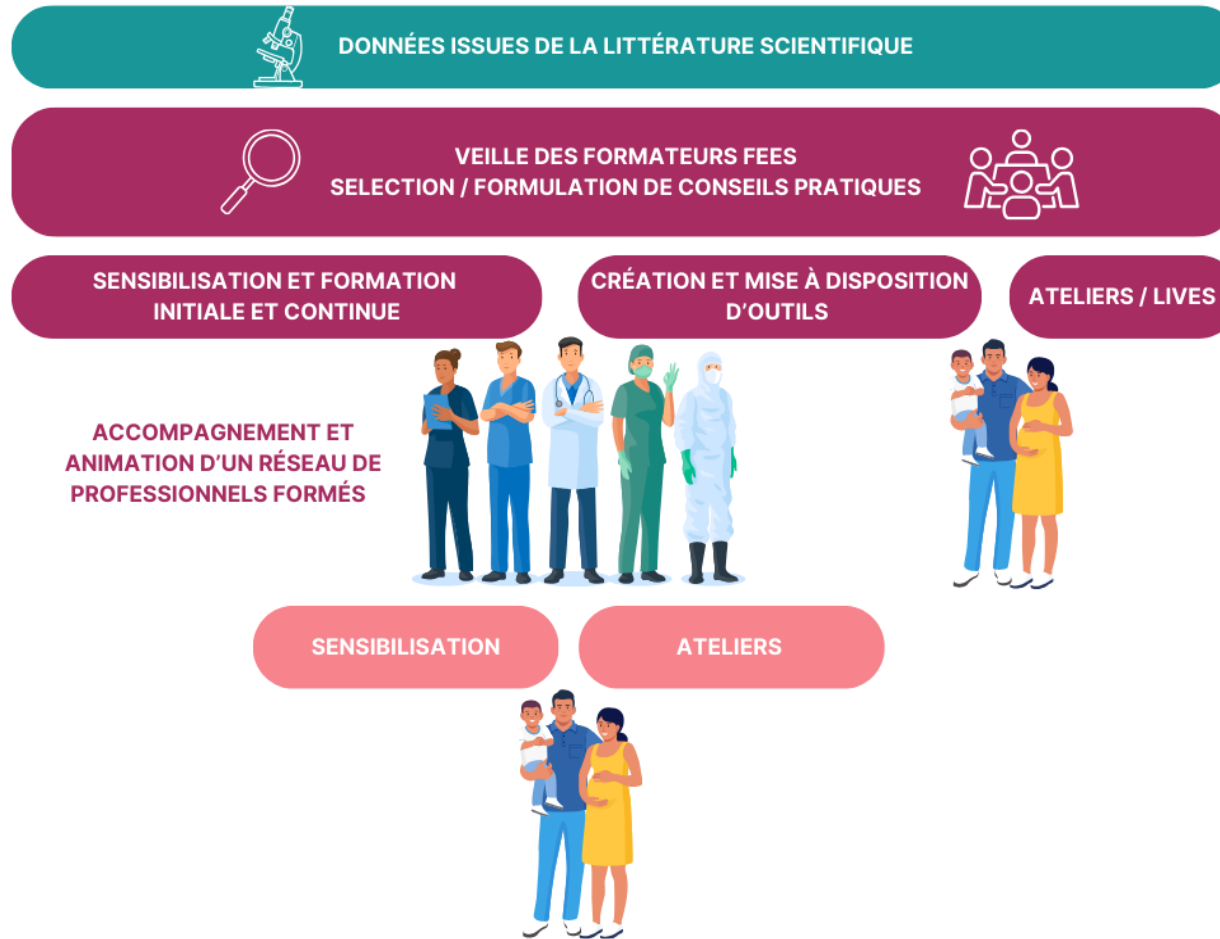 DONNÉES ISSUES DE LA LITTÉRATURE SCIENTIFIQUE
VEILLE DES FORMATEURS FEES
SELECTION / FORMULATION DE CONSEILS PRATIQUES
SENSIBILISATION ET FORMATION
INITIALE ET CONTINUE
CRÉATION ET MISE À DISPOSITION
D'OUTILS
ATELIERS / LIVES
ACCOMPAGNEMENT ET
ANIMATION D'UN RÉSEAU DE
PROFESSIONNELS FORMÉS
SENSIBILISATION
ATELIERS